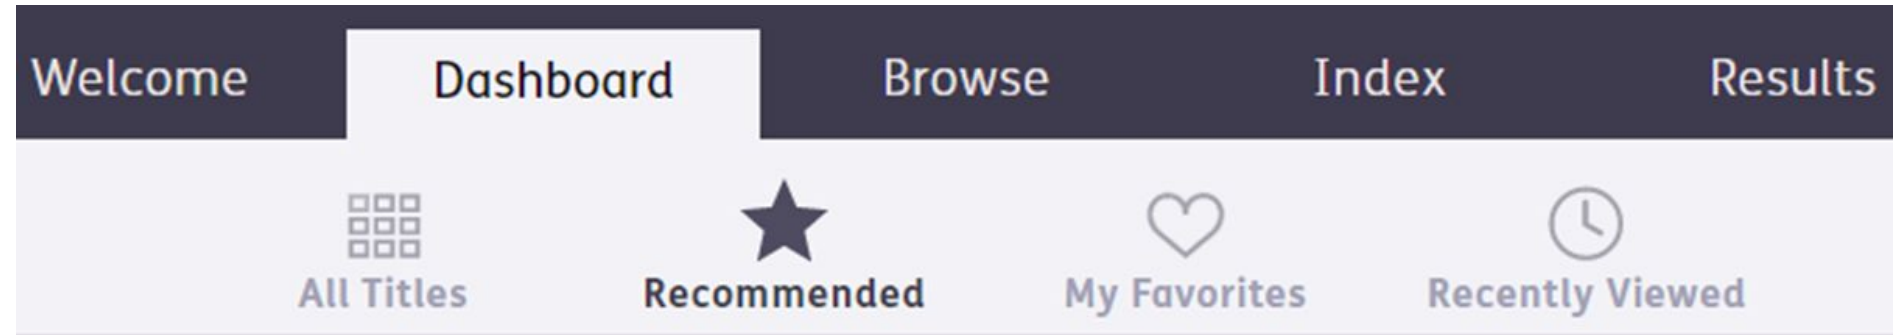 Welcome Dashboard Browse Index Results
All Titles Recommended My Favorites Recently Viewed